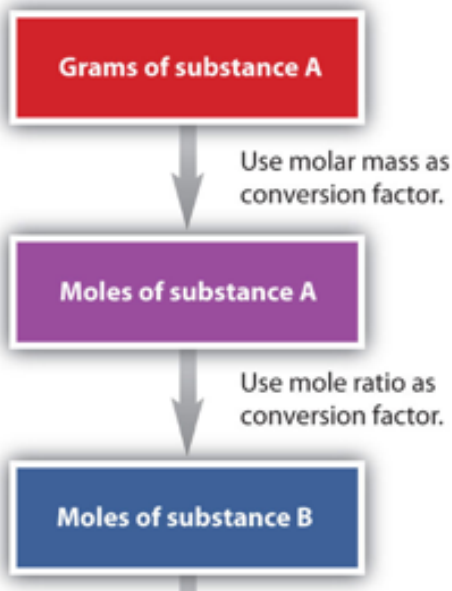 Grams of substance A
Use molar mass as
conversion factor.
Moles of substance A
Use mole ratio as
conversion factor.
Moles of substance B